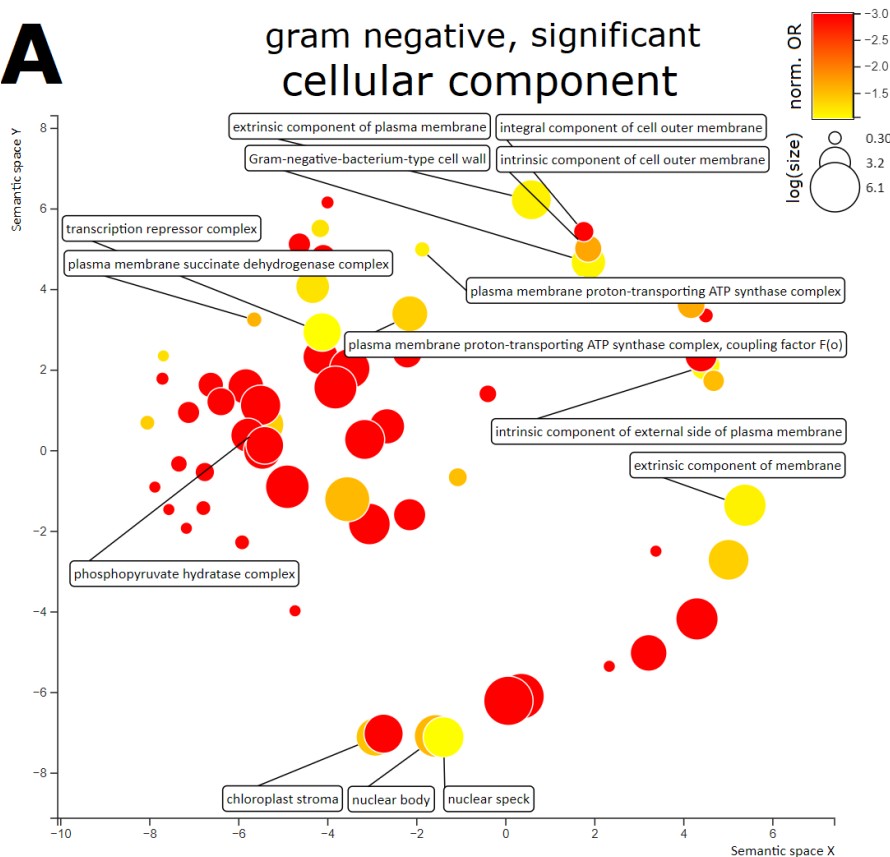 A
gram negative, significant
cellular component
norm. OR
−3.0
−2.5
−2.0
−1.5
log(size)
0.30
3.2
6.1
Semantic space Y
8
6
4
2
0
−2
−4
−6
−8
extrinsic component of plasma membrane
integral component of cell outer membrane
Gram-negative-bacterium-type cell wall
intrinsic component of cell outer membrane
transcription repressor complex
plasma membrane succinate dehydrogenase complex
plasma membrane proton-transporting ATP synthase complex
plasma membrane proton-transporting ATP synthase complex, coupling factor F(o)
intrinsic component of external side of plasma membrane
extrinsic component of membrane
phosphopyruvate hydratase complex
chloroplast stroma
nuclear body
nuclear speck
−10
−8
−6
−4
−2
0
2
4
6
Semantic space X